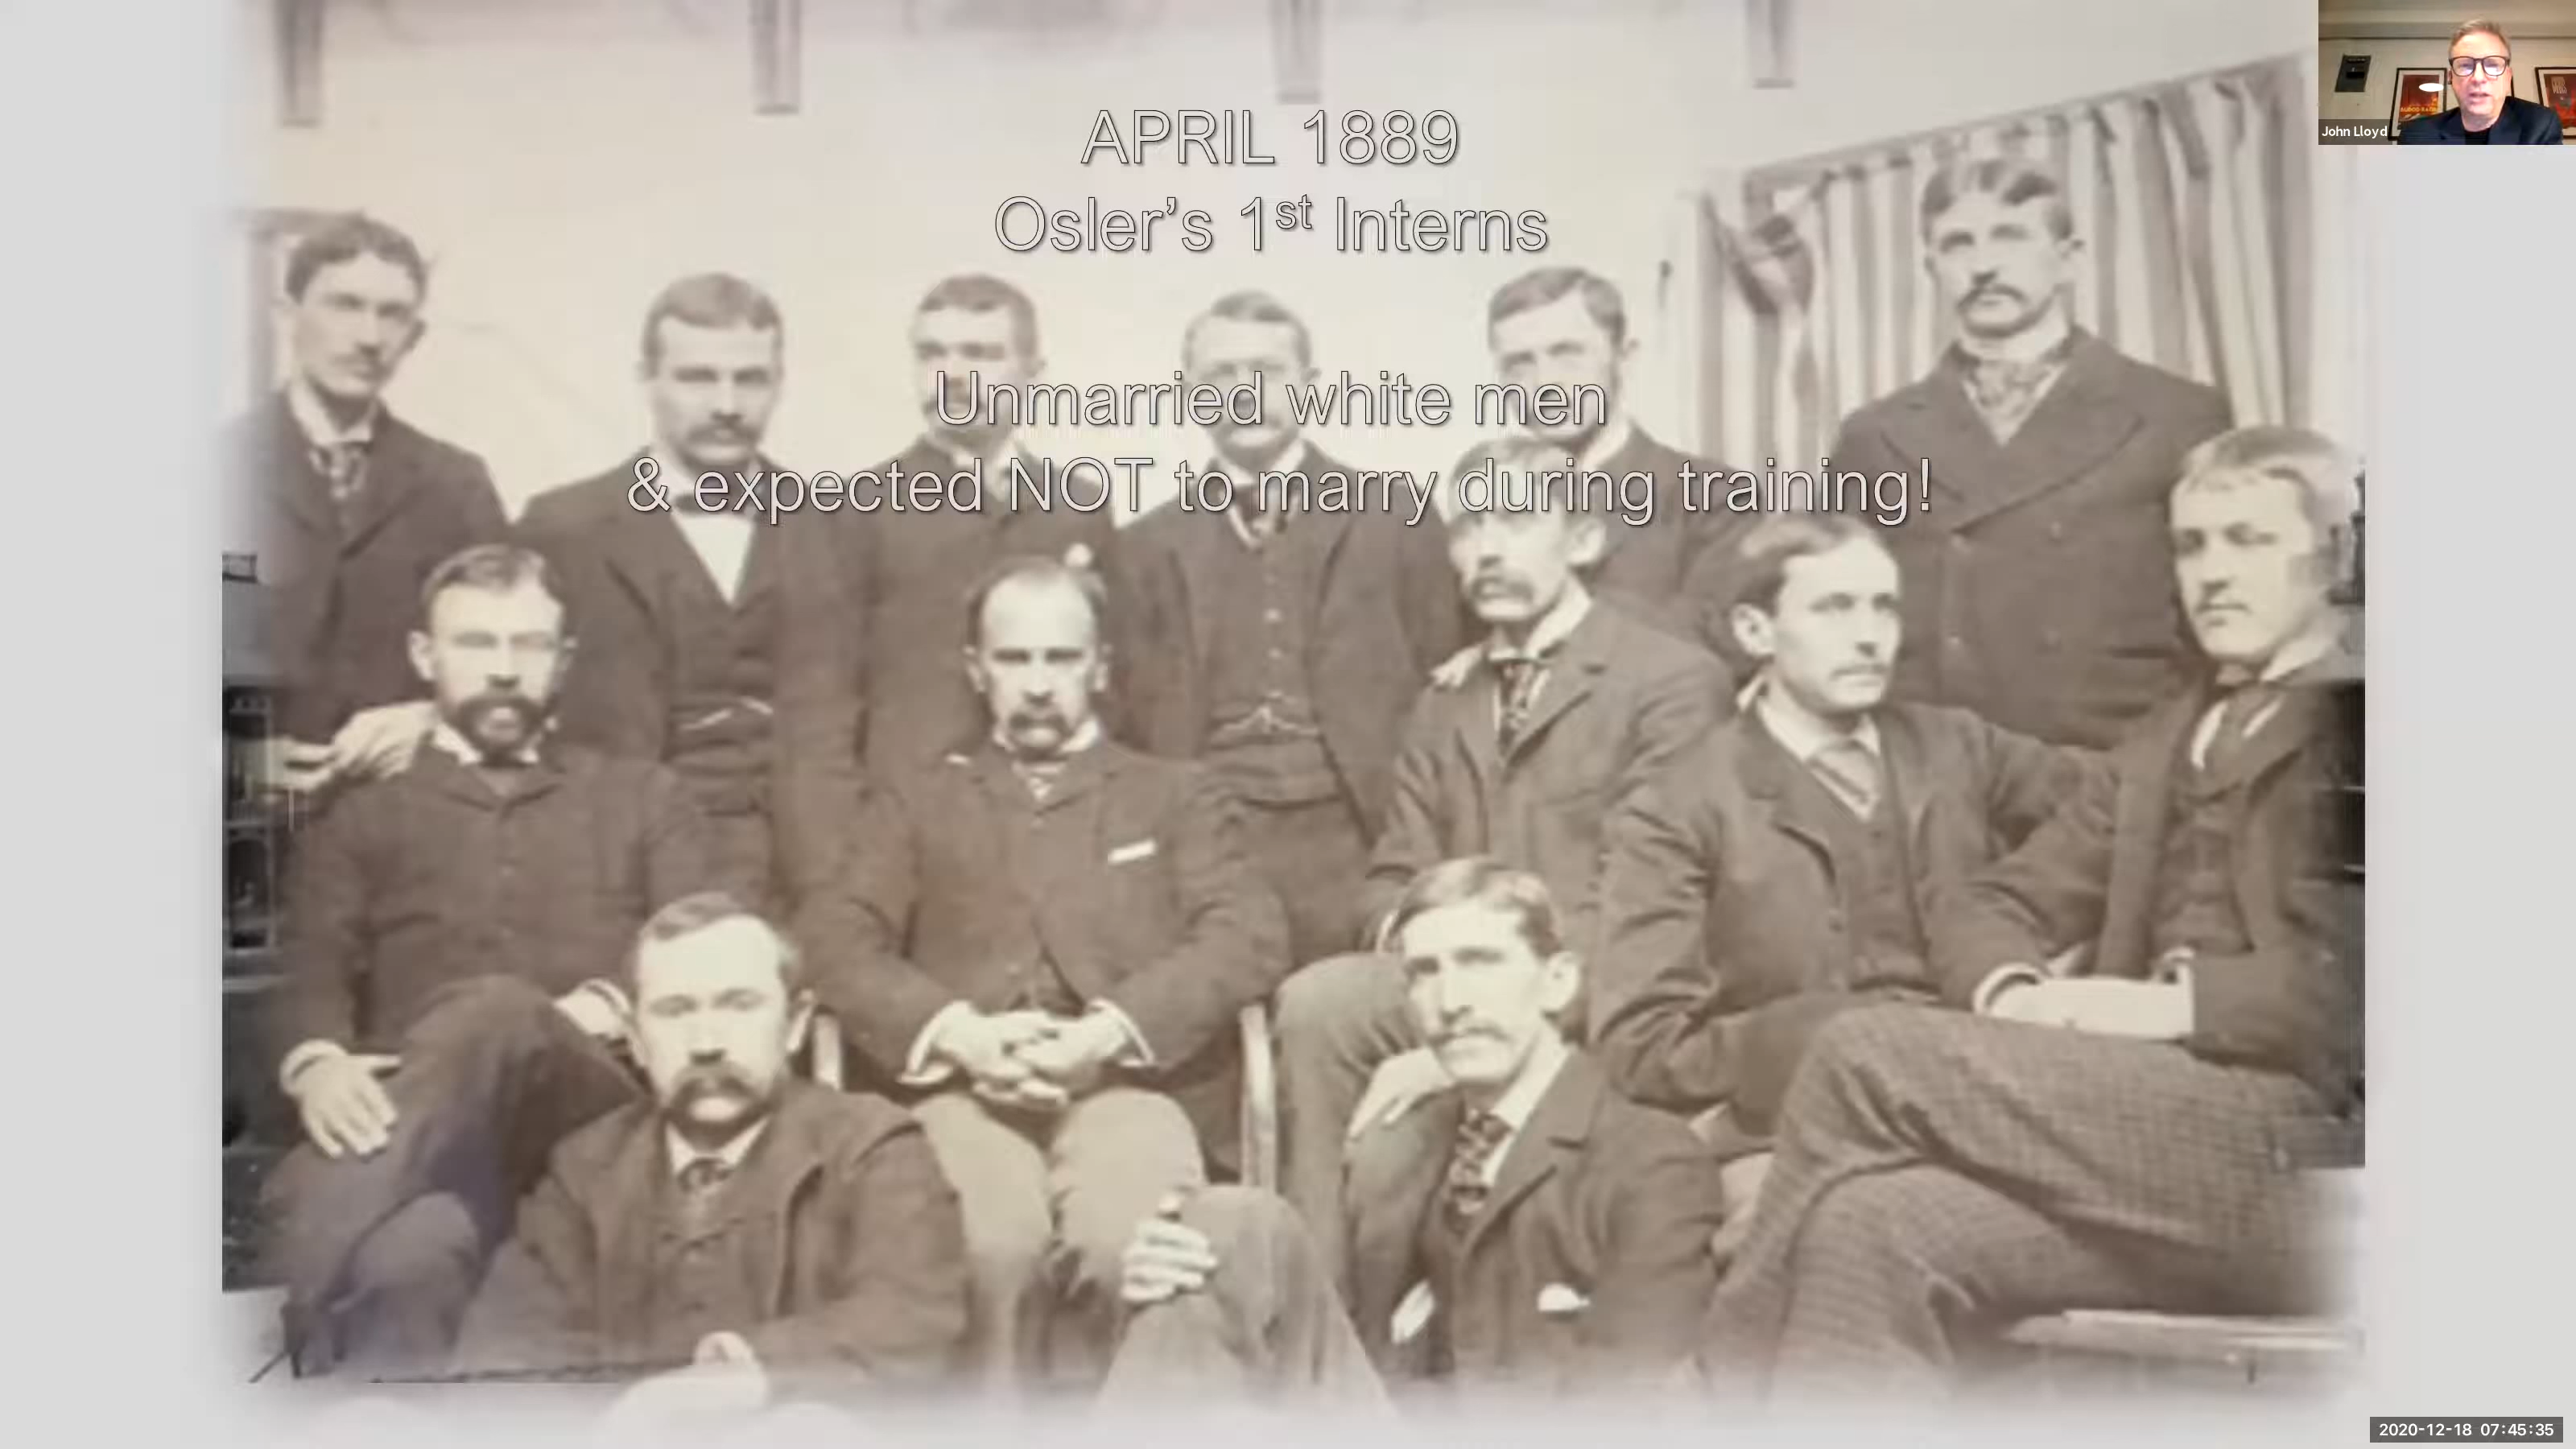 APRIL 1889
Osler's 1st Interns
Unmarried white men
& expected NOT to marry during training!
John Lloyd
2020-12-18 07:45:35